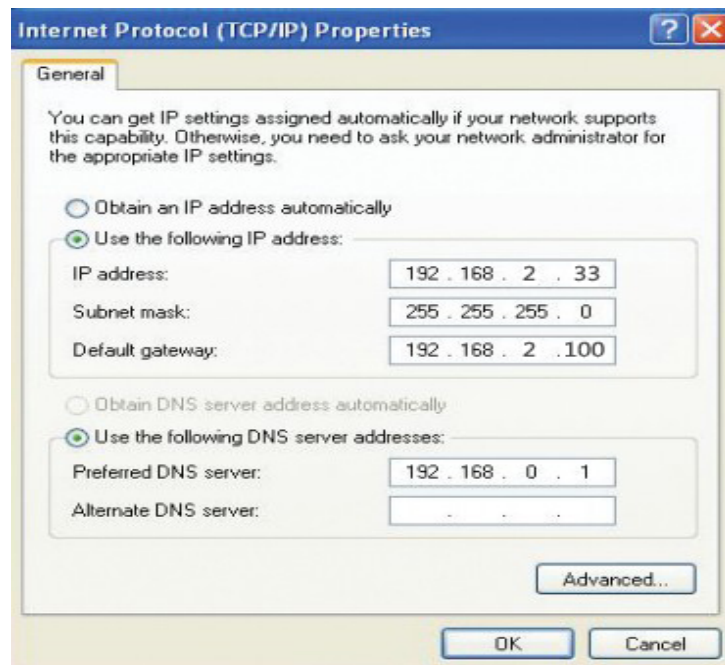 Internet Protocol (TCP/IP) Properties
General
You can get IP settings assigned automatically if your network supports
this capability. Otherwise, you need to ask your network administrator for
the appropriate IP settings.
Obtain an IP address automatically
Use the following IP address:
IP address: 192 . 168 . 2 . 33
Subnet mask: 255 . 255 . 255 . 0
Default gateway: 192 . 168 . 2 .100
Obtain DNS server address automatically
Use the following DNS server addresses:
Preferred DNS server: 192 . 168 . 0 . 1
Alternate DNS server: . . .
Advanced...
OK Cancel